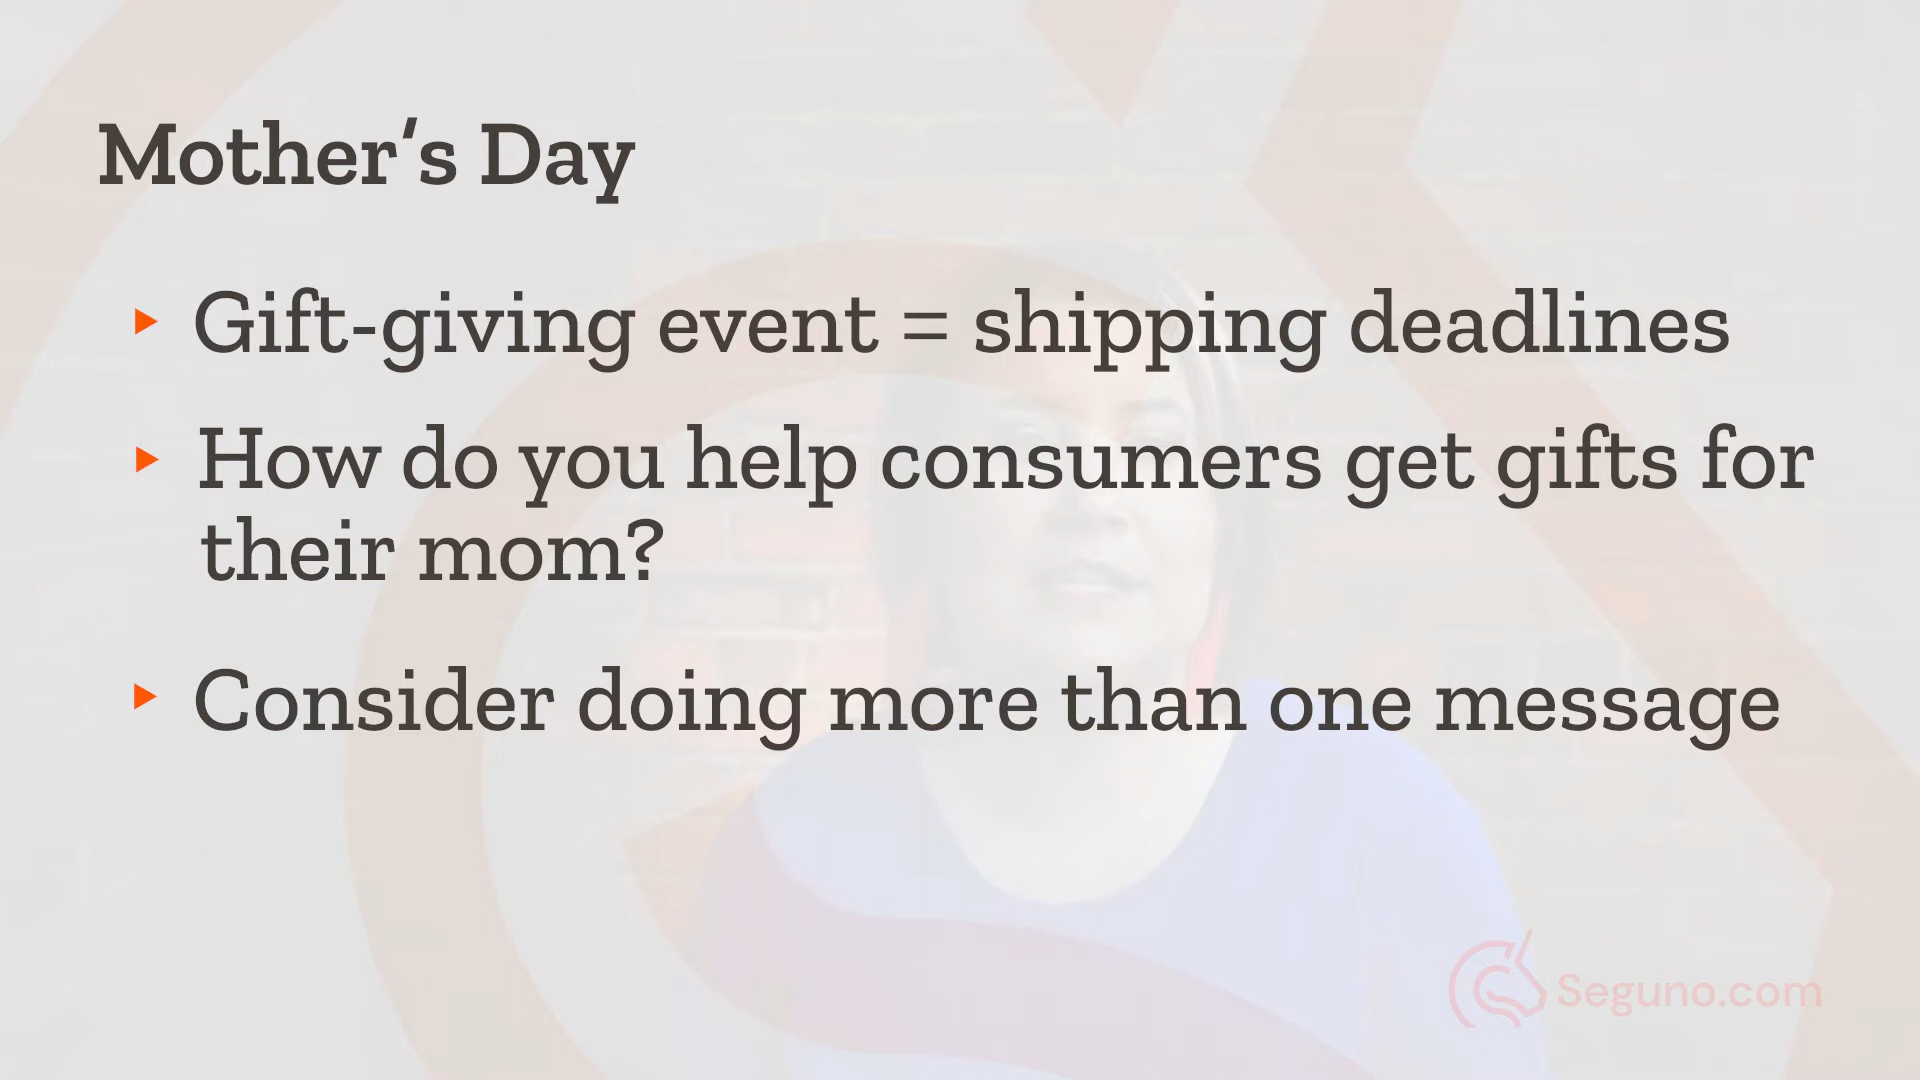 Mother's Day
Gift-giving event = shipping deadlines
How do you help consumers get gifts for
their mom?
Consider doing more than one message
Seguno.com